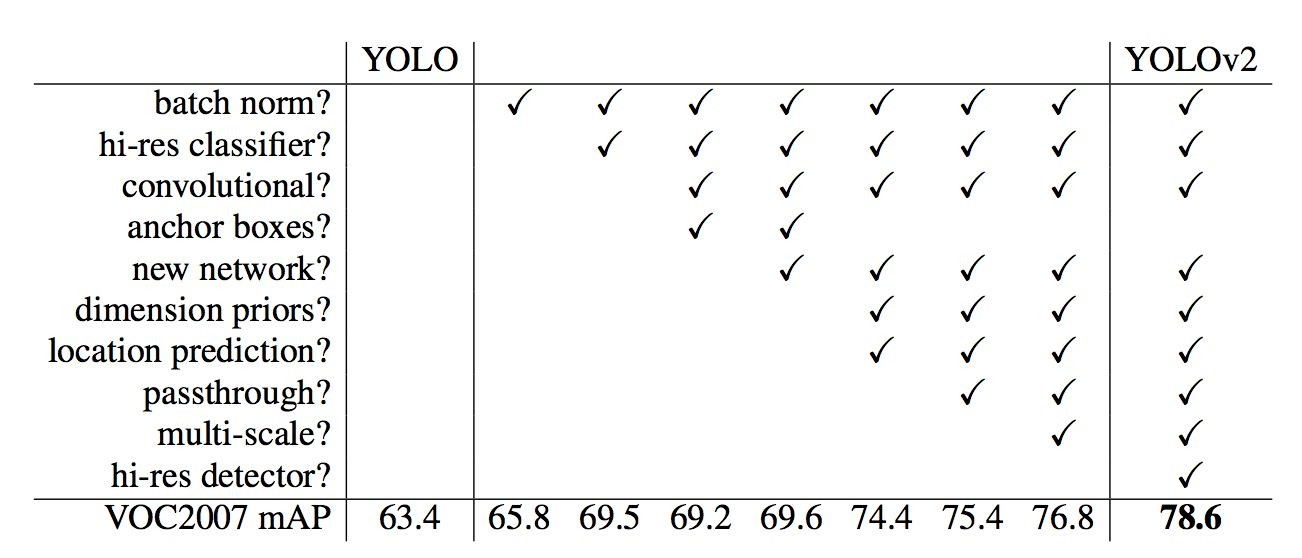 YOLO YOLOv2
batch norm? ✓ ✓ ✓ ✓ ✓ ✓ ✓ ✓
hi-res classifier? ✓ ✓ ✓ ✓ ✓ ✓ ✓
convolutional? ✓ ✓ ✓ ✓ ✓ ✓
anchor boxes? ✓ ✓
new network? ✓ ✓ ✓ ✓ ✓
dimension priors? ✓ ✓ ✓ ✓
location prediction? ✓ ✓ ✓ ✓
passthrough? ✓ ✓ ✓
multi-scale? ✓ ✓
hi-res detector? ✓
VOC2007 mAP 63.4 65.8 69.5 69.2 69.6 74.4 75.4 76.8 78.6